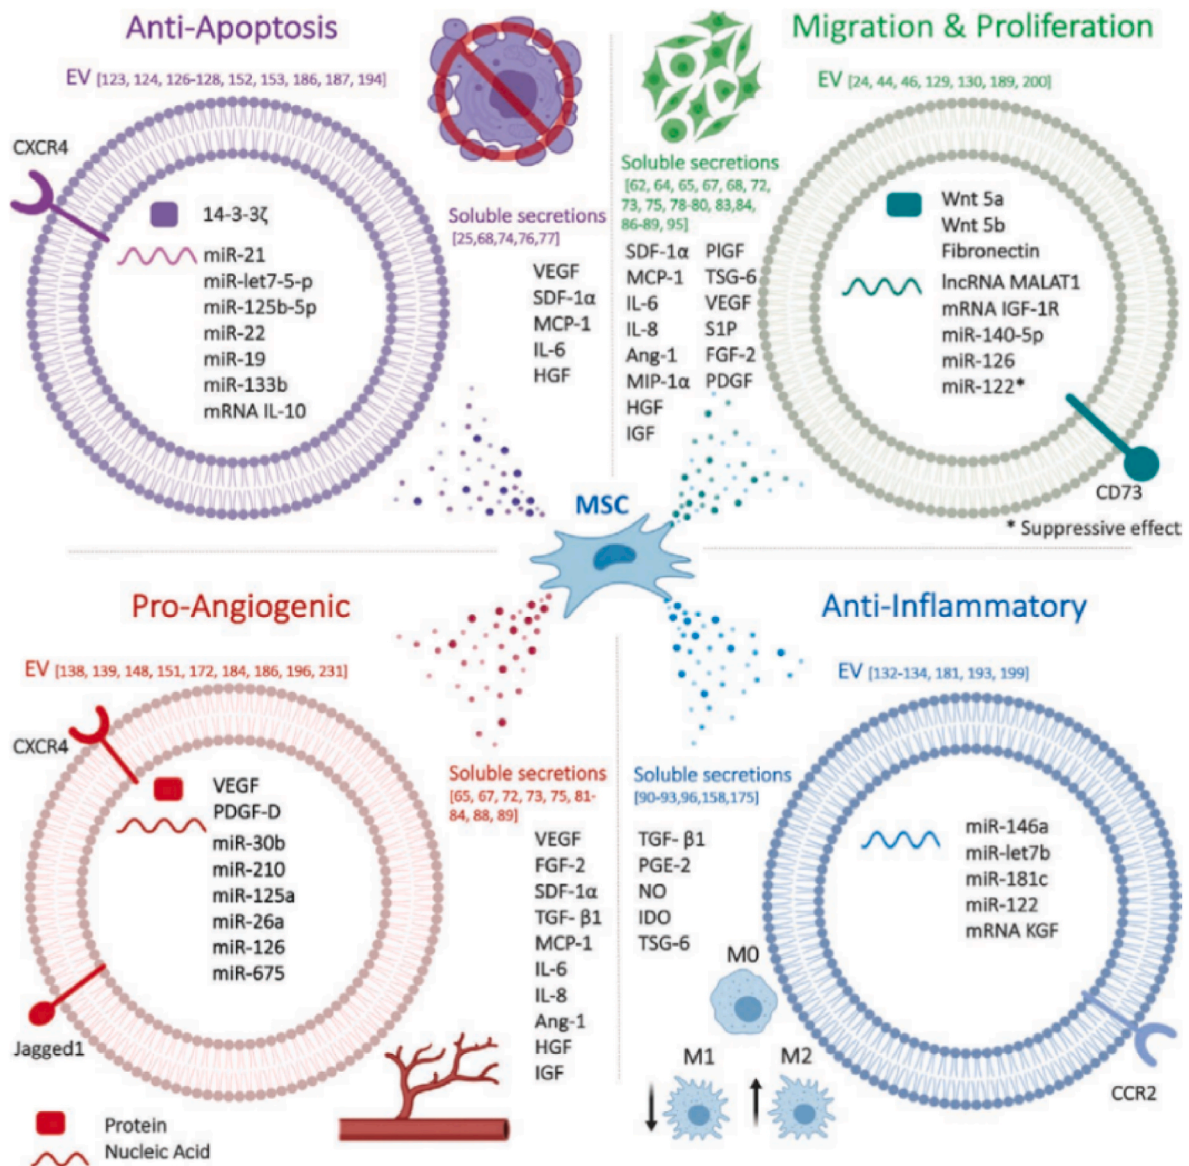 Anti-Apoptosis
EV [123, 124, 126-128, 152, 153, 186, 187, 194]
CXCR4
14-3-3ζ
miR-21
miR-let7-5-p
miR-125b-5p
miR-22
miR-19
miR-133b
mRNA IL-10
Soluble secretions
[25,68,74,76,77]
VEGF
SDF-1α
MCP-1
IL-6
HGF
Migration & Proliferation
EV [24, 44, 46, 129, 130, 189, 200]
Soluble secretions
[62, 64, 65, 67, 68, 72,
73, 75, 78-80, 83,84,
86-89, 95]
SDF-1α PlGF
MCP-1 TSG-6
IL-6 VEGF
IL-8 S1P
Ang-1 FGF-2
MIP-1α PDGF
HGF
IGF
Wnt 5a
Wnt 5b
Fibronectin
lncRNA MALAT1
mRNA IGF-1R
miR-140-5p
miR-126
miR-122*
CD73
* Suppressive effect
MSC
Pro-Angiogenic
EV [138, 139, 148, 151, 172, 184, 186, 196, 231]
CXCR4
VEGF
PDGF-D
miR-30b
miR-210
miR-125a
miR-26a
miR-126
miR-675
Jagged1
Soluble secretions
[65, 67, 72, 73, 75, 81-
84, 88, 89]
VEGF
FGF-2
SDF-1α
TGF- β1
MCP-1
IL-6
IL-8
Ang-1
HGF
IGF
Protein
Nucleic Acid
Anti-Inflammatory
EV [132-134, 181, 193, 199]
Soluble secretions
[90-93,96,158,175]
TGF- β1
PGE-2
NO
IDO
TSG-6
M0
M1 M2
miR-146a
miR-let7b
miR-181c
miR-122
mRNA KGF
CCR2